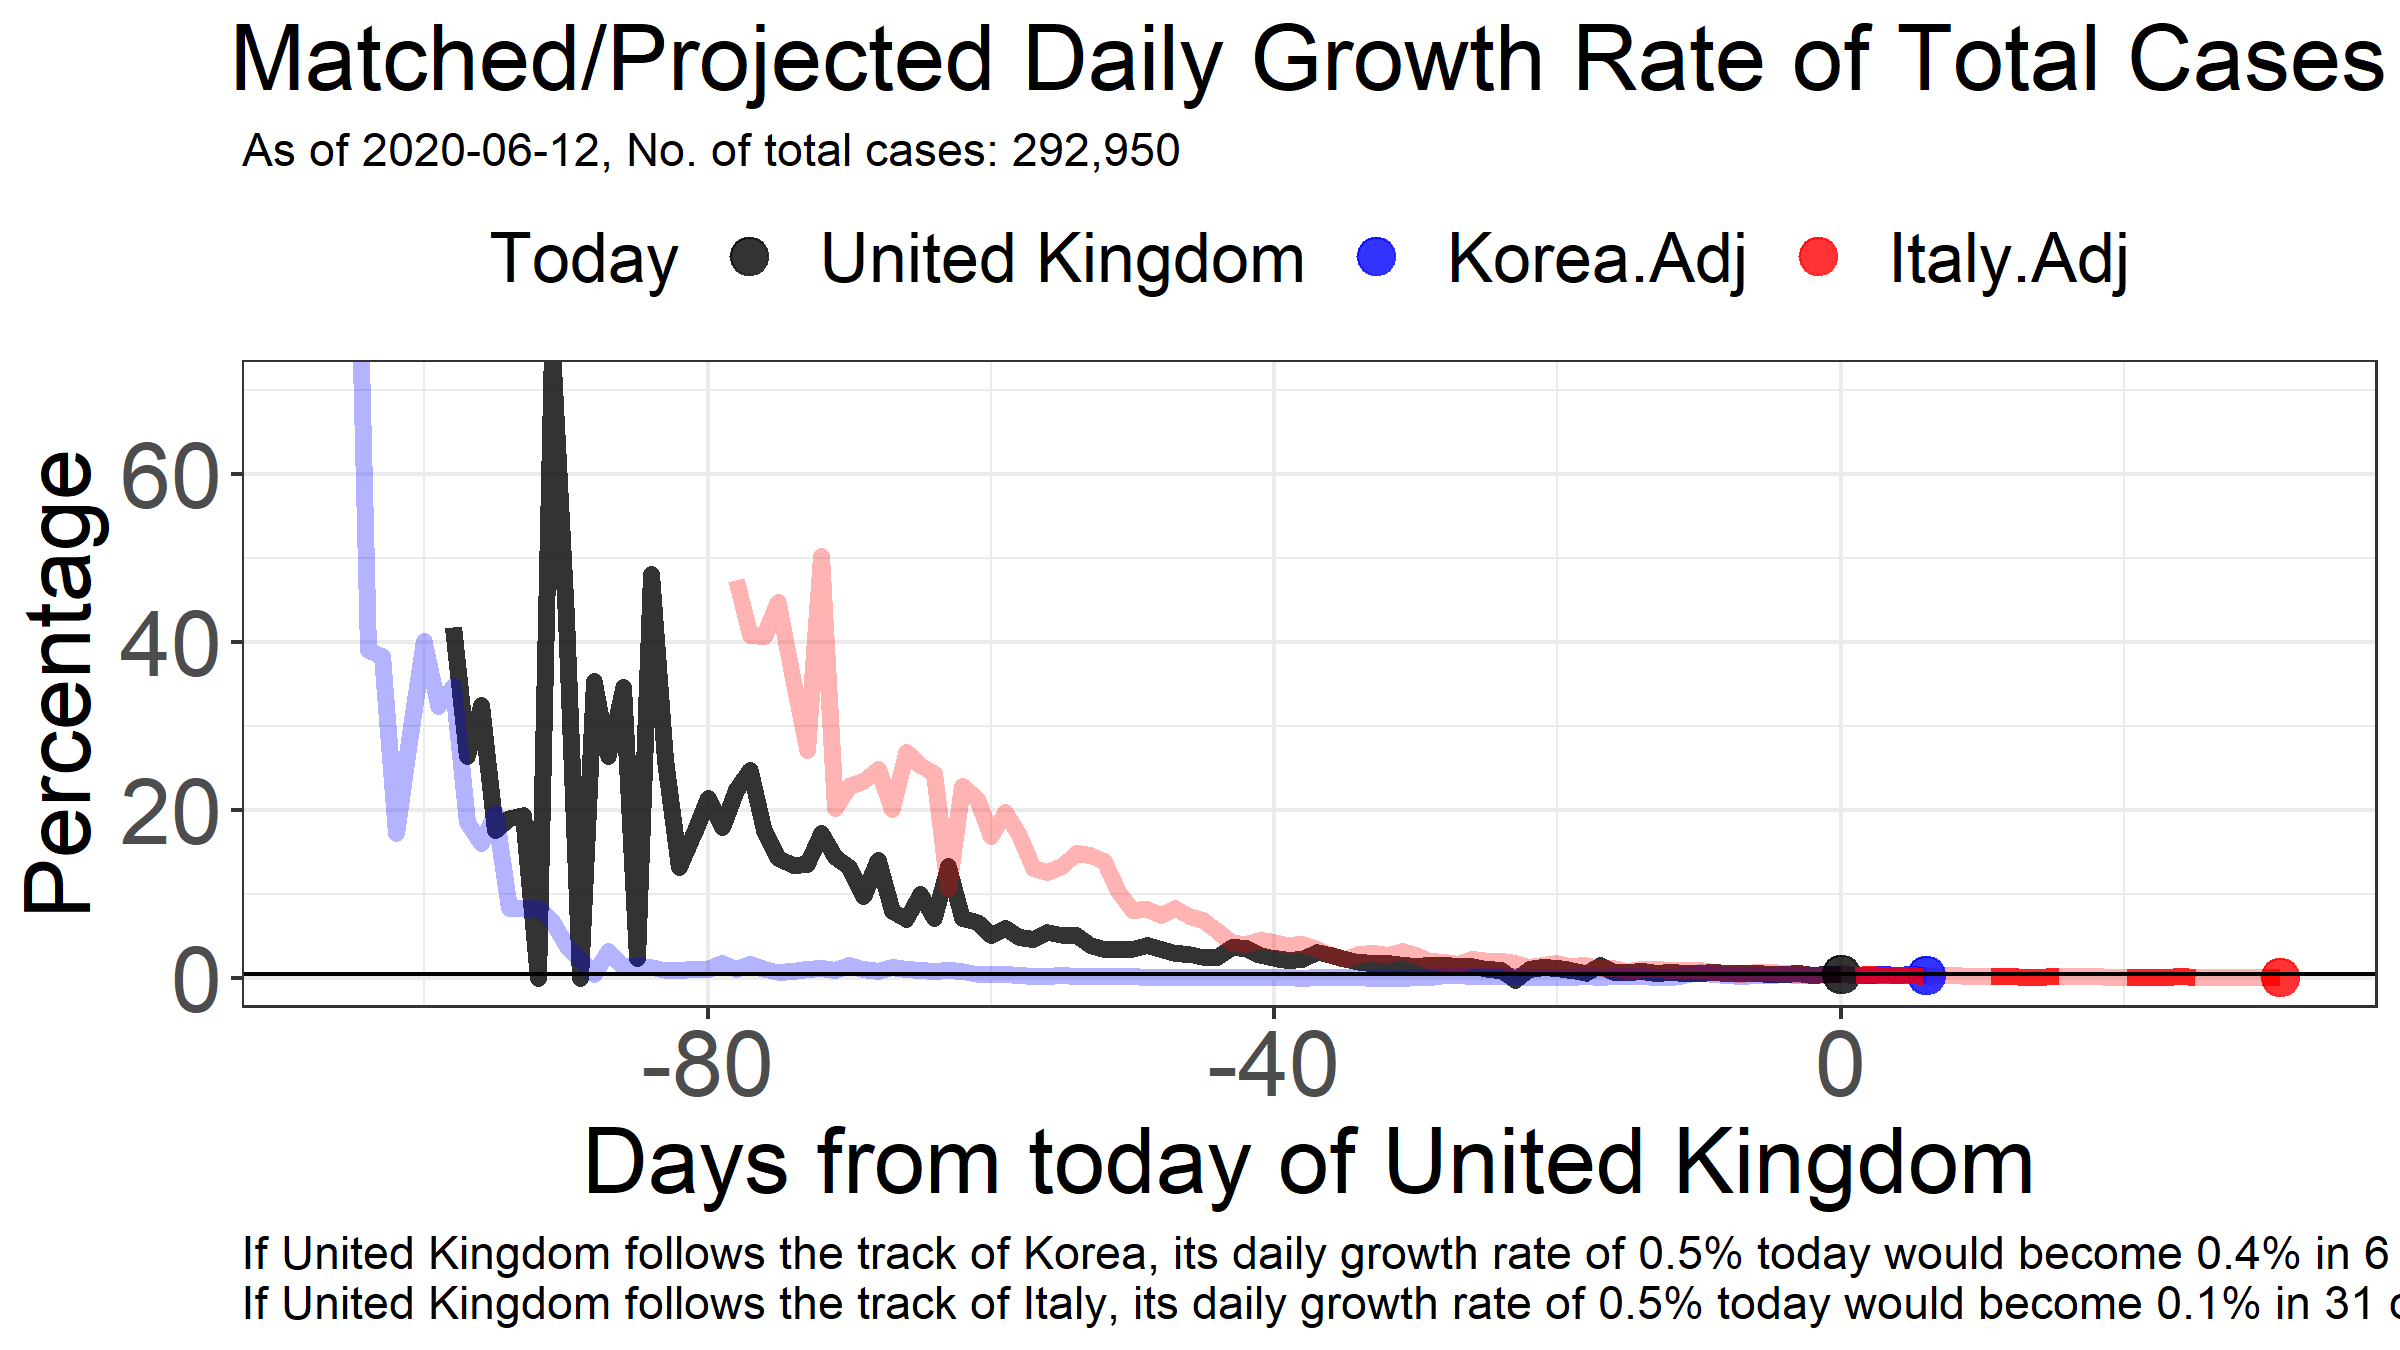 Matched/Projected Daily Growth Rate of Total Cases
As of 2020-06-12, No. of total cases: 292,950
Today United Kingdom Korea.Adj Italy.Adj
Percentage
60
40
20
0
-80 -40 0
Days from today of United Kingdom
If United Kingdom follows the track of Korea, its daily growth rate of 0.5% today would become 0.4% in 6
If United Kingdom follows the track of Italy, its daily growth rate of 0.5% today would become 0.1% in 31